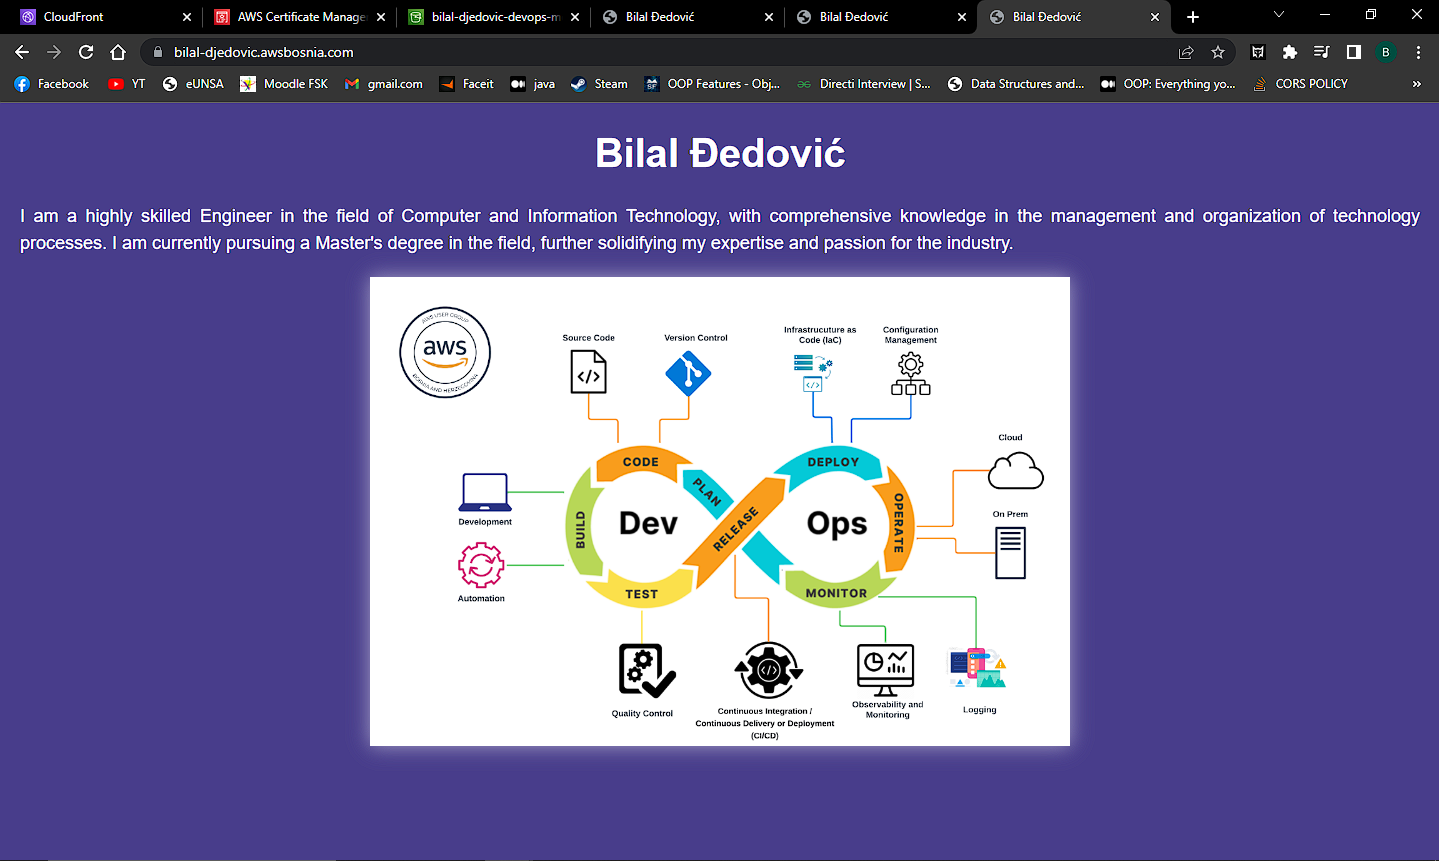 CloudFront
AWS Certificate Manage
bilal-djedovic-devops-m
Bilal Đedović
Bilal Đedović
Bilal Đedović
bilal-djedovic.awsbosnia.com
B
Facebook
YT
eUNSA
Moodle FSK
gmail.com
Faceit
java
Steam
OOP Features - Obj...
Directi Interview | S...
Data Structures and...
OOP: Everything yo...
CORS POLICY
»
Bilal Đedović
I am a highly skilled Engineer in the field of Computer and Information Technology, with comprehensive knowledge in the management and organization of technology
processes. I am currently pursuing a Master's degree in the field, further solidifying my expertise and passion for the industry.
AWS USER GROUP
aws
BOSNIA AND HERZEGOVINA
Source Code
Version Control
Infrastrucuture as
Code (IaC)
Configuration
Management
Cloud
On Prem
Development
Automation
CODE
PLAN
BUILD
Dev
TEST
RELEASE
DEPLOY
Ops
OPERATE
MONITOR
Quality Control
Continuous Integration /
Continuous Delivery or Deployment
(CI/CD)
Observability and
Monitoring
Logging